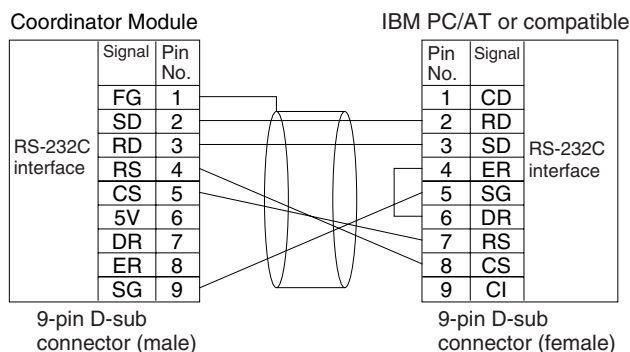 Coordinator Module
IBM PC/AT or compatible
Signal Pin No.
Pin No. Signal
FG 1
SD 2
RD 3
RS 4
CS 5
5V 6
DR 7
ER 8
SG 9
RS-232C
interface
1 CD
2 RD
3 SD
4 ER
5 SG
6 DR
7 RS
8 CS
9 CI
RS-232C
interface
9-pin D-sub
connector (male)
9-pin D-sub
connector (female)